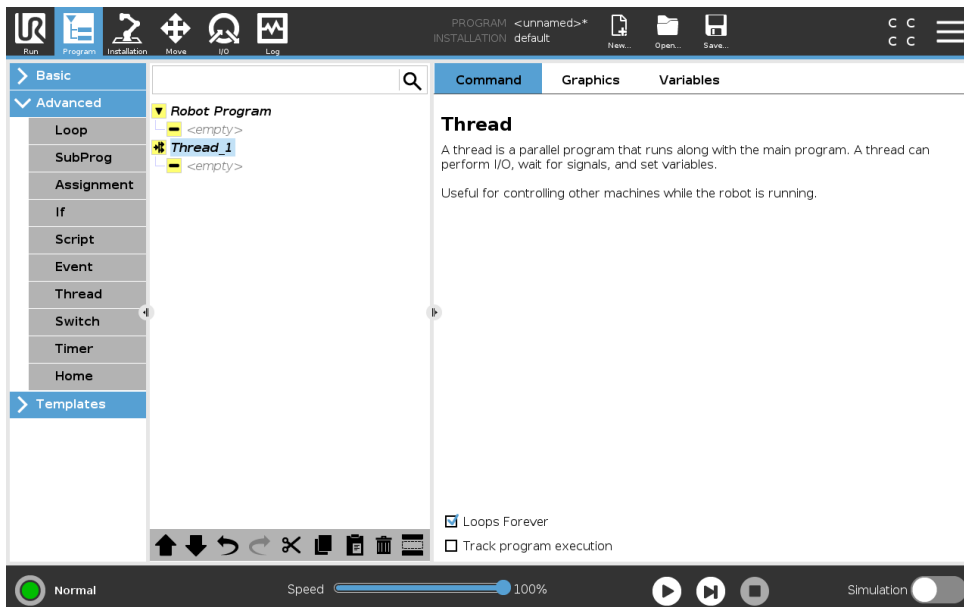 Run
Program
Installation
Move
I/O
Log
PROGRAM <unnamed>*
INSTALLATION default
New...
Open...
Save...
C C
C C
Basic
Advanced
Loop
SubProg
Assignment
If
Script
Event
Thread
Switch
Timer
Home
Templates
Robot Program
<empty>
Thread_1
<empty>
Command Graphics Variables
Thread
A thread is a parallel program that runs along with the main program. A thread can
perform I/O, wait for signals, and set variables.
Useful for controlling other machines while the robot is running.
Loops Forever
Track program execution
Normal
Speed
100%
Simulation